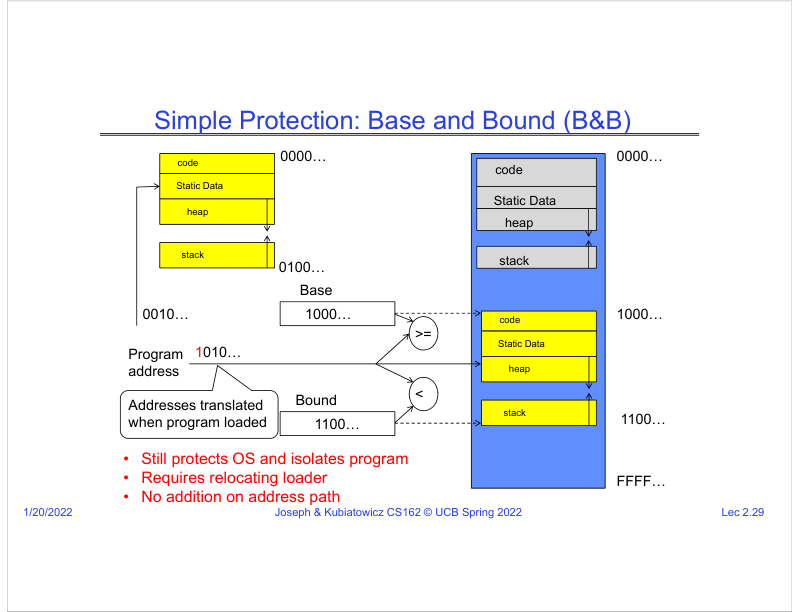 Simple Protection: Base and Bound (B&B)
code
Static Data
heap
stack
0000…
0100…
0010…
Program
address
1010…
Addresses translated
when program loaded
Base
1000…
>=
<
Bound
1100…
code
Static Data
heap
stack
code
Static Data
heap
stack
0000…
1000…
1100…
FFFF…
• Still protects OS and isolates program
• Requires relocating loader
• No addition on address path
1/20/2022
Joseph & Kubiatowicz CS162 © UCB Spring 2022
Lec 2.29